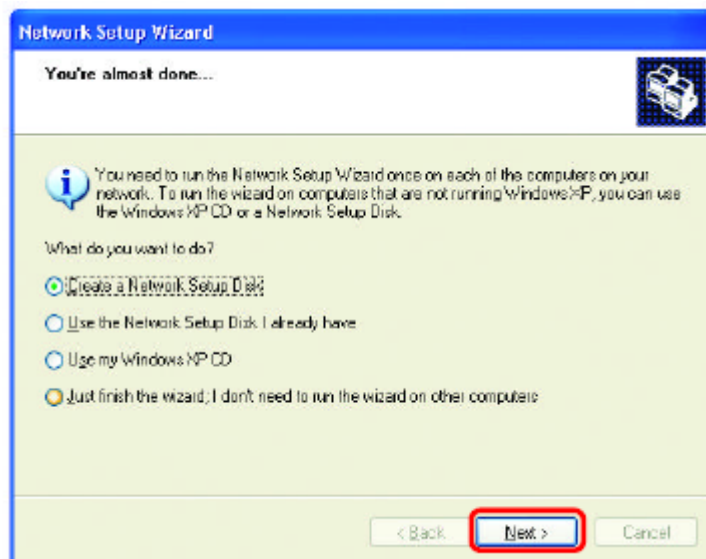 Network Setup Wizard
You're almost done...
You need to run the Network Setup Wizard once on each of the computers on your
network. To run the wizard on computers that are not running Windows XP, you can use
the Windows XP CD or a Network Setup Disk.
What do you want to do?
Create a Network Setup Disk
Use the Network Setup Disk I already have
Use my Windows XP CD
Just finish the wizard; I don't need to run the wizard on other computers
< Back
Next >
Cancel